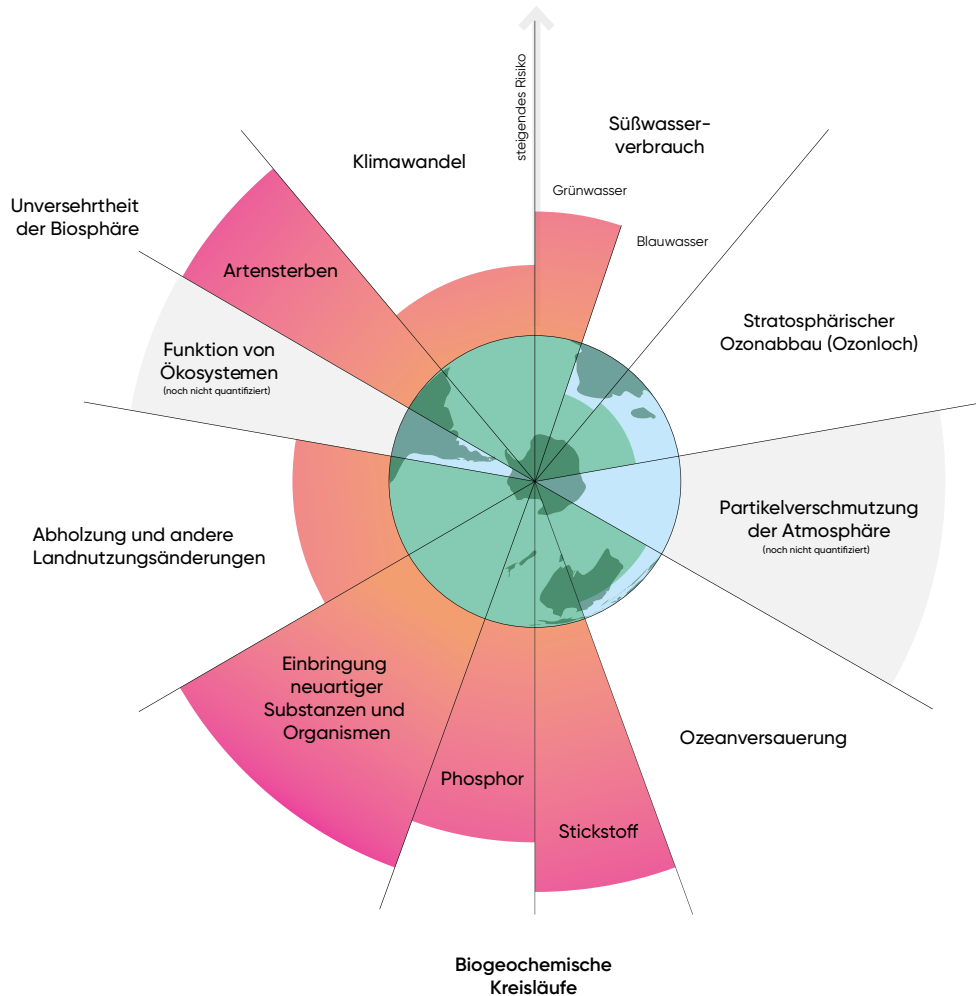 steigendes Risiko
Süßwasser-
verbrauch
Grünwasser
Blauwasser
Klimawandel
Unversehrtheit
der Biosphäre
Artensterben
Funktion von
Ökosystemen
(noch nicht quantifiziert)
Stratosphärischer
Ozonabbau (Ozonloch)
Partikelverschmutzung
der Atmosphäre
(noch nicht quantifiziert)
Abholzung und andere
Landnutzungsänderungen
Einbringung
neuartiger
Substanzen und
Organismen
Phosphor
Stickstoff
Ozeanversauerung
Biogeochemische
Kreisläufe